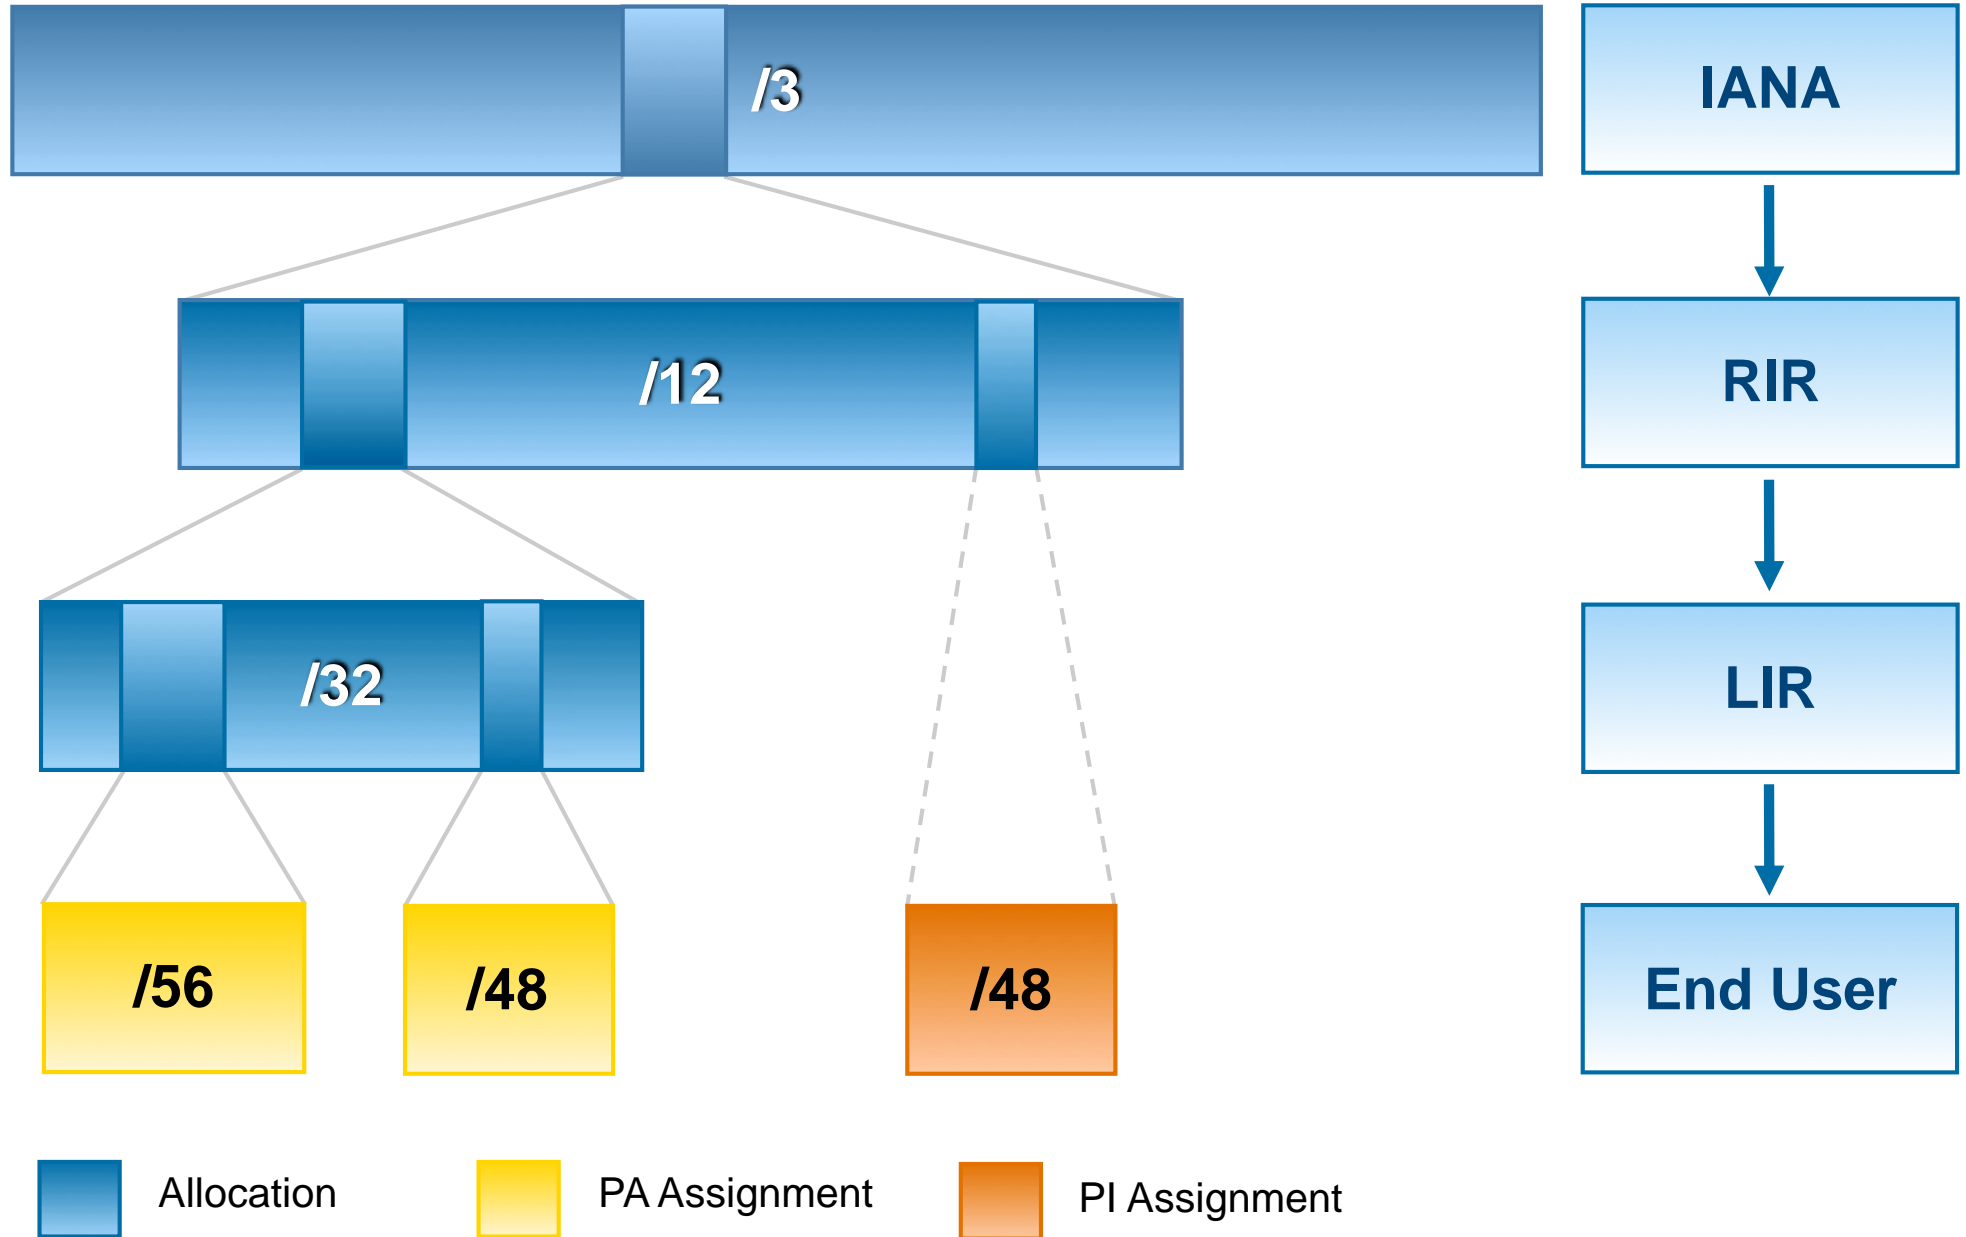 /3
IANA
/12
RIR
/32
LIR
/56
/48
/48
End User
Allocation
PA Assignment
PI Assignment